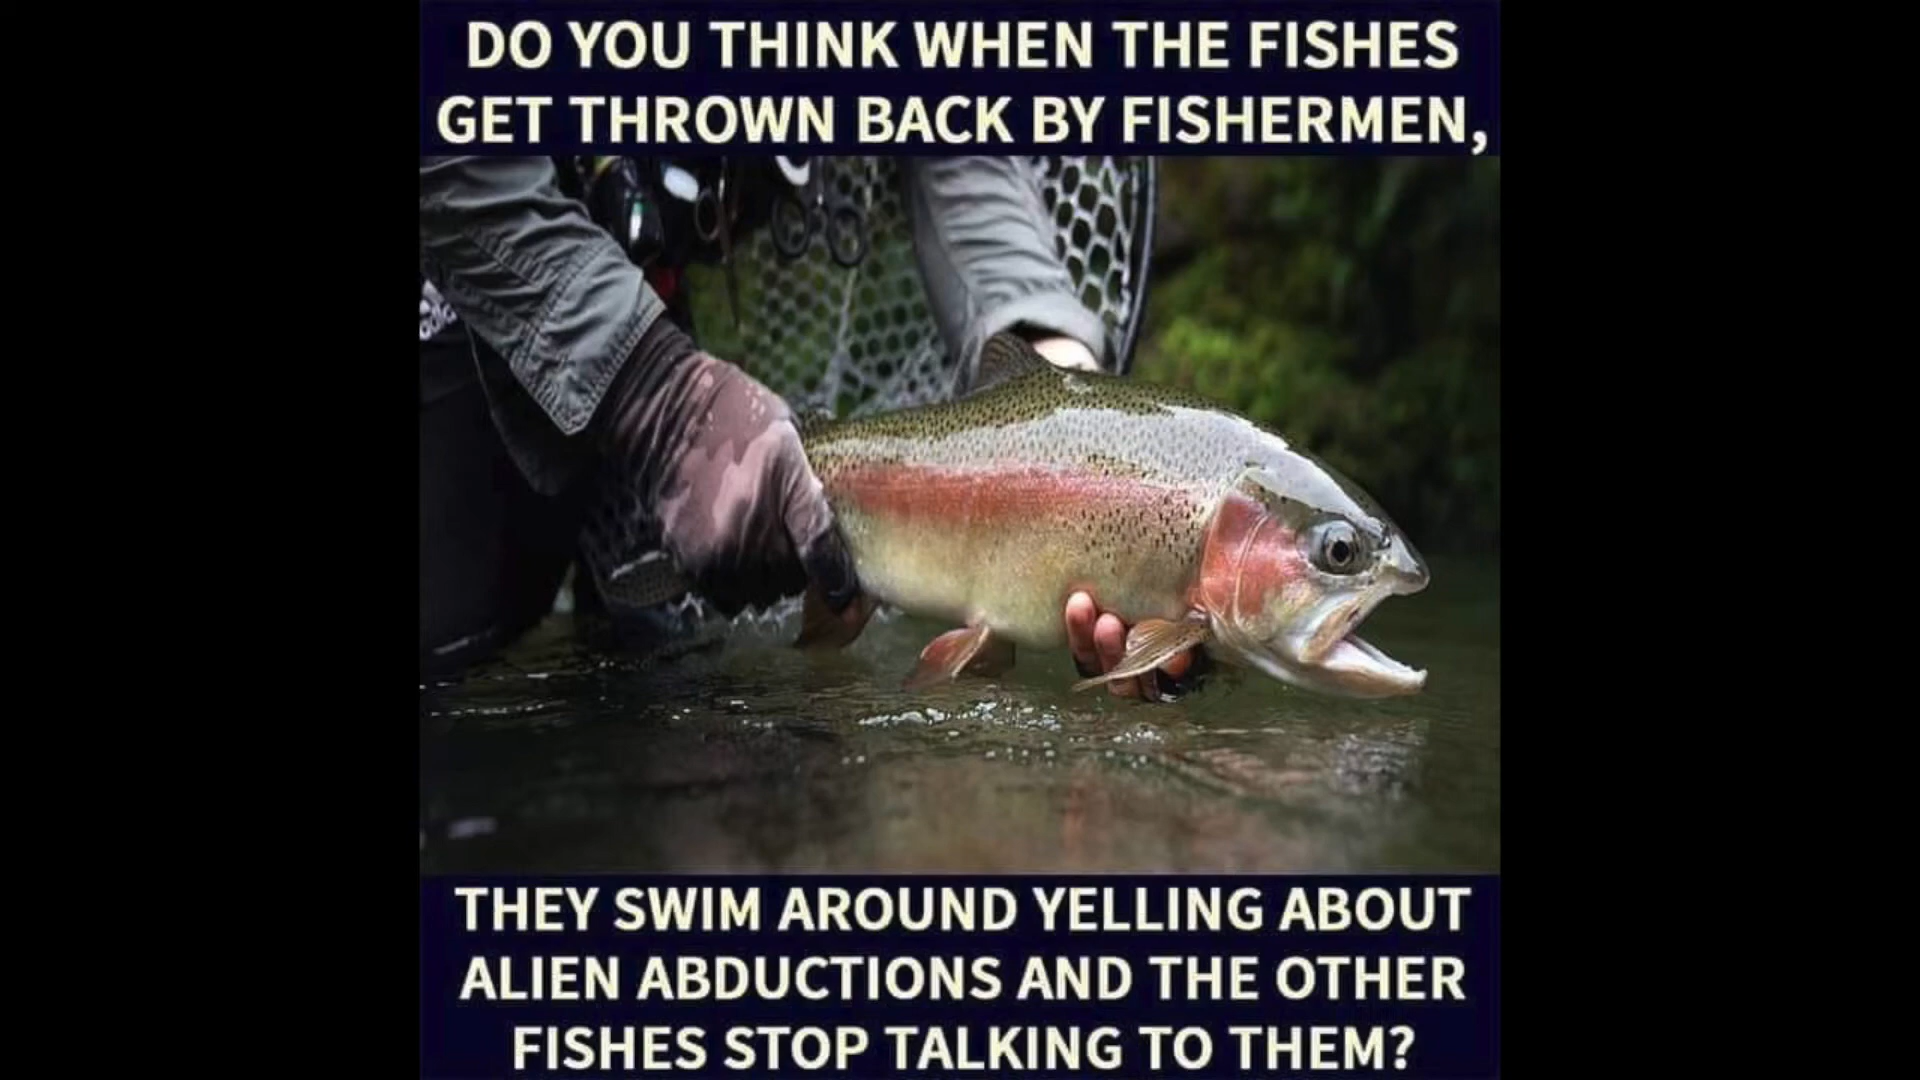 DO YOU THINK WHEN THE FISHES
GET THROWN BACK BY FISHERMEN,
THEY SWIM AROUND YELLING ABOUT
ALIEN ABDUCTIONS AND THE OTHER
FISHES STOP TALKING TO THEM?